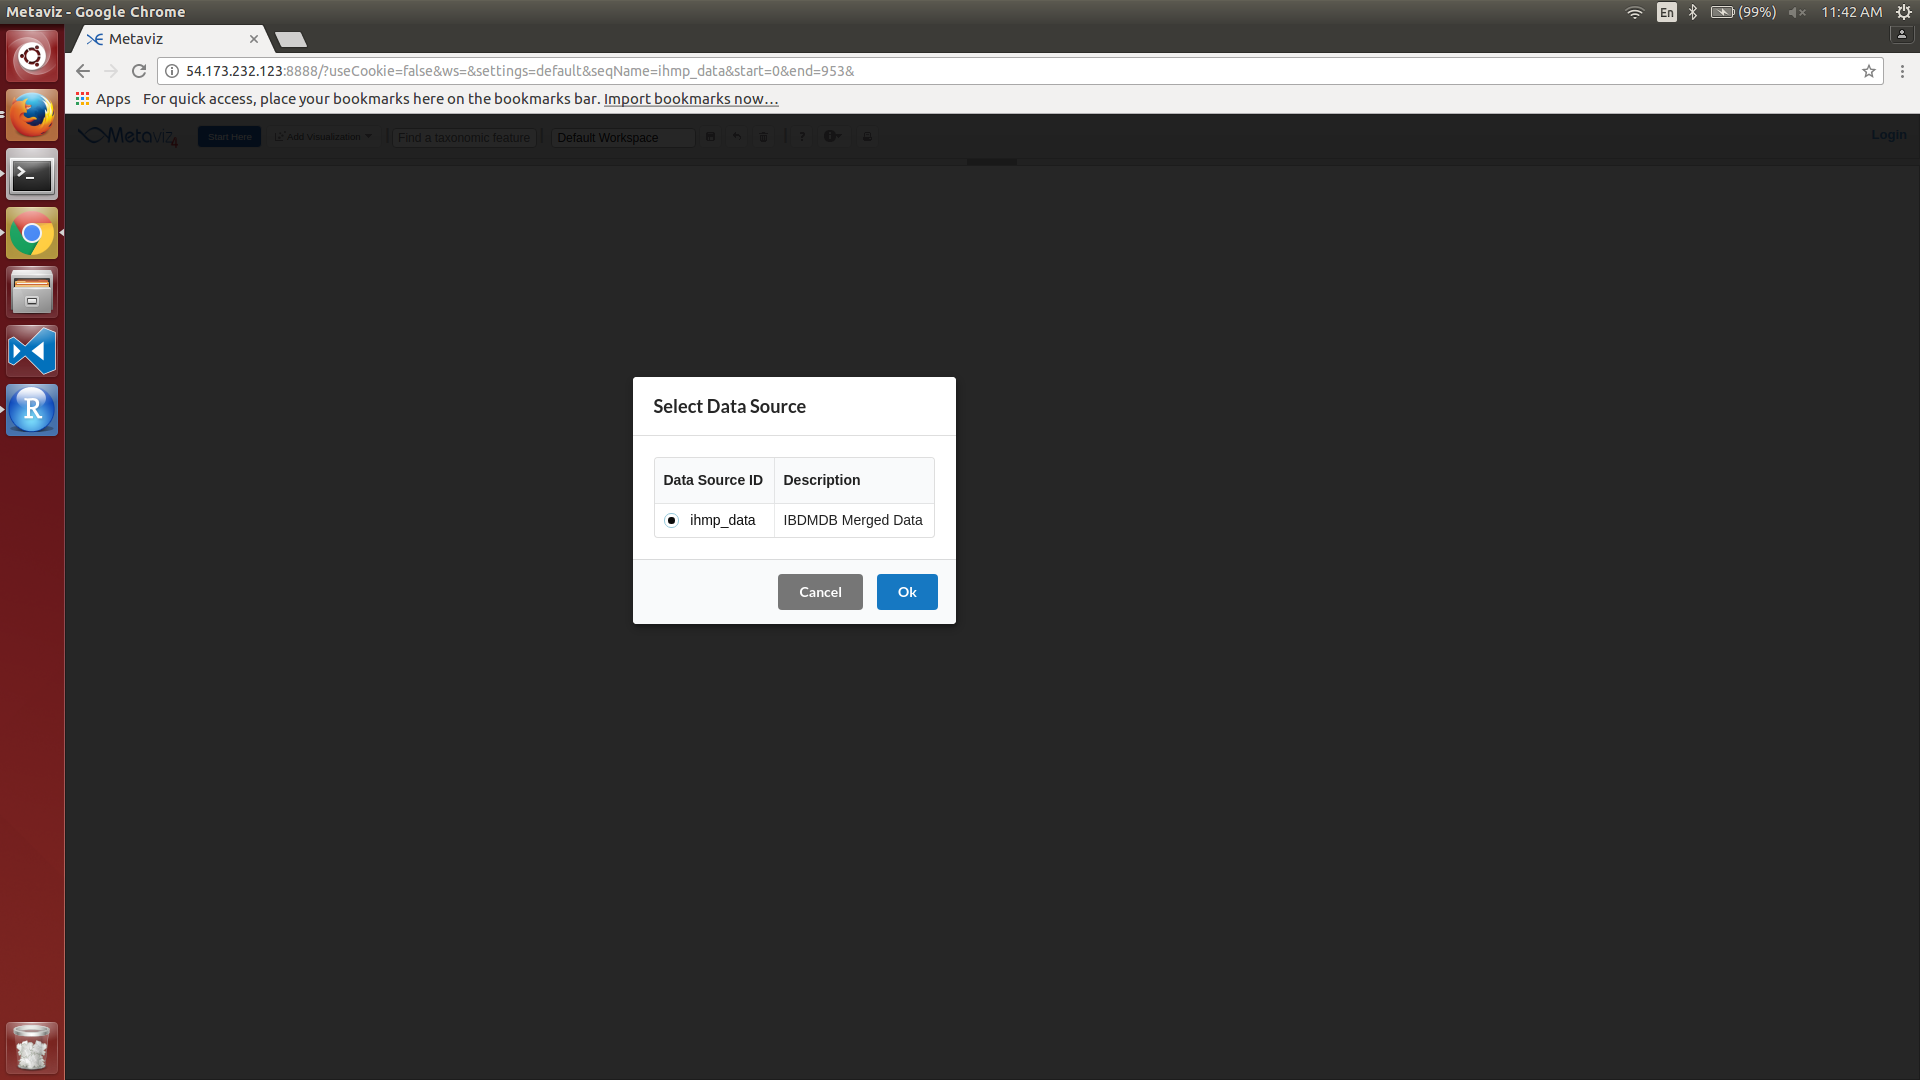 Metaviz - Google Chrome
En
(99%)
11:42 AM
Metaviz
54.173.232.123:8888/?useCookie=false&ws=&settings=default&seqName=ihmp_data&start=0&end=953&
Apps For quick access, place your bookmarks here on the bookmarks bar. Import bookmarks now…
Metaviz 4 Start Here Add Visualization Find a taxonomic feature Default Workspace ? Login
Select Data Source
Data Source ID Description
ihmp_data IBDMDB Merged Data
Cancel Ok
R